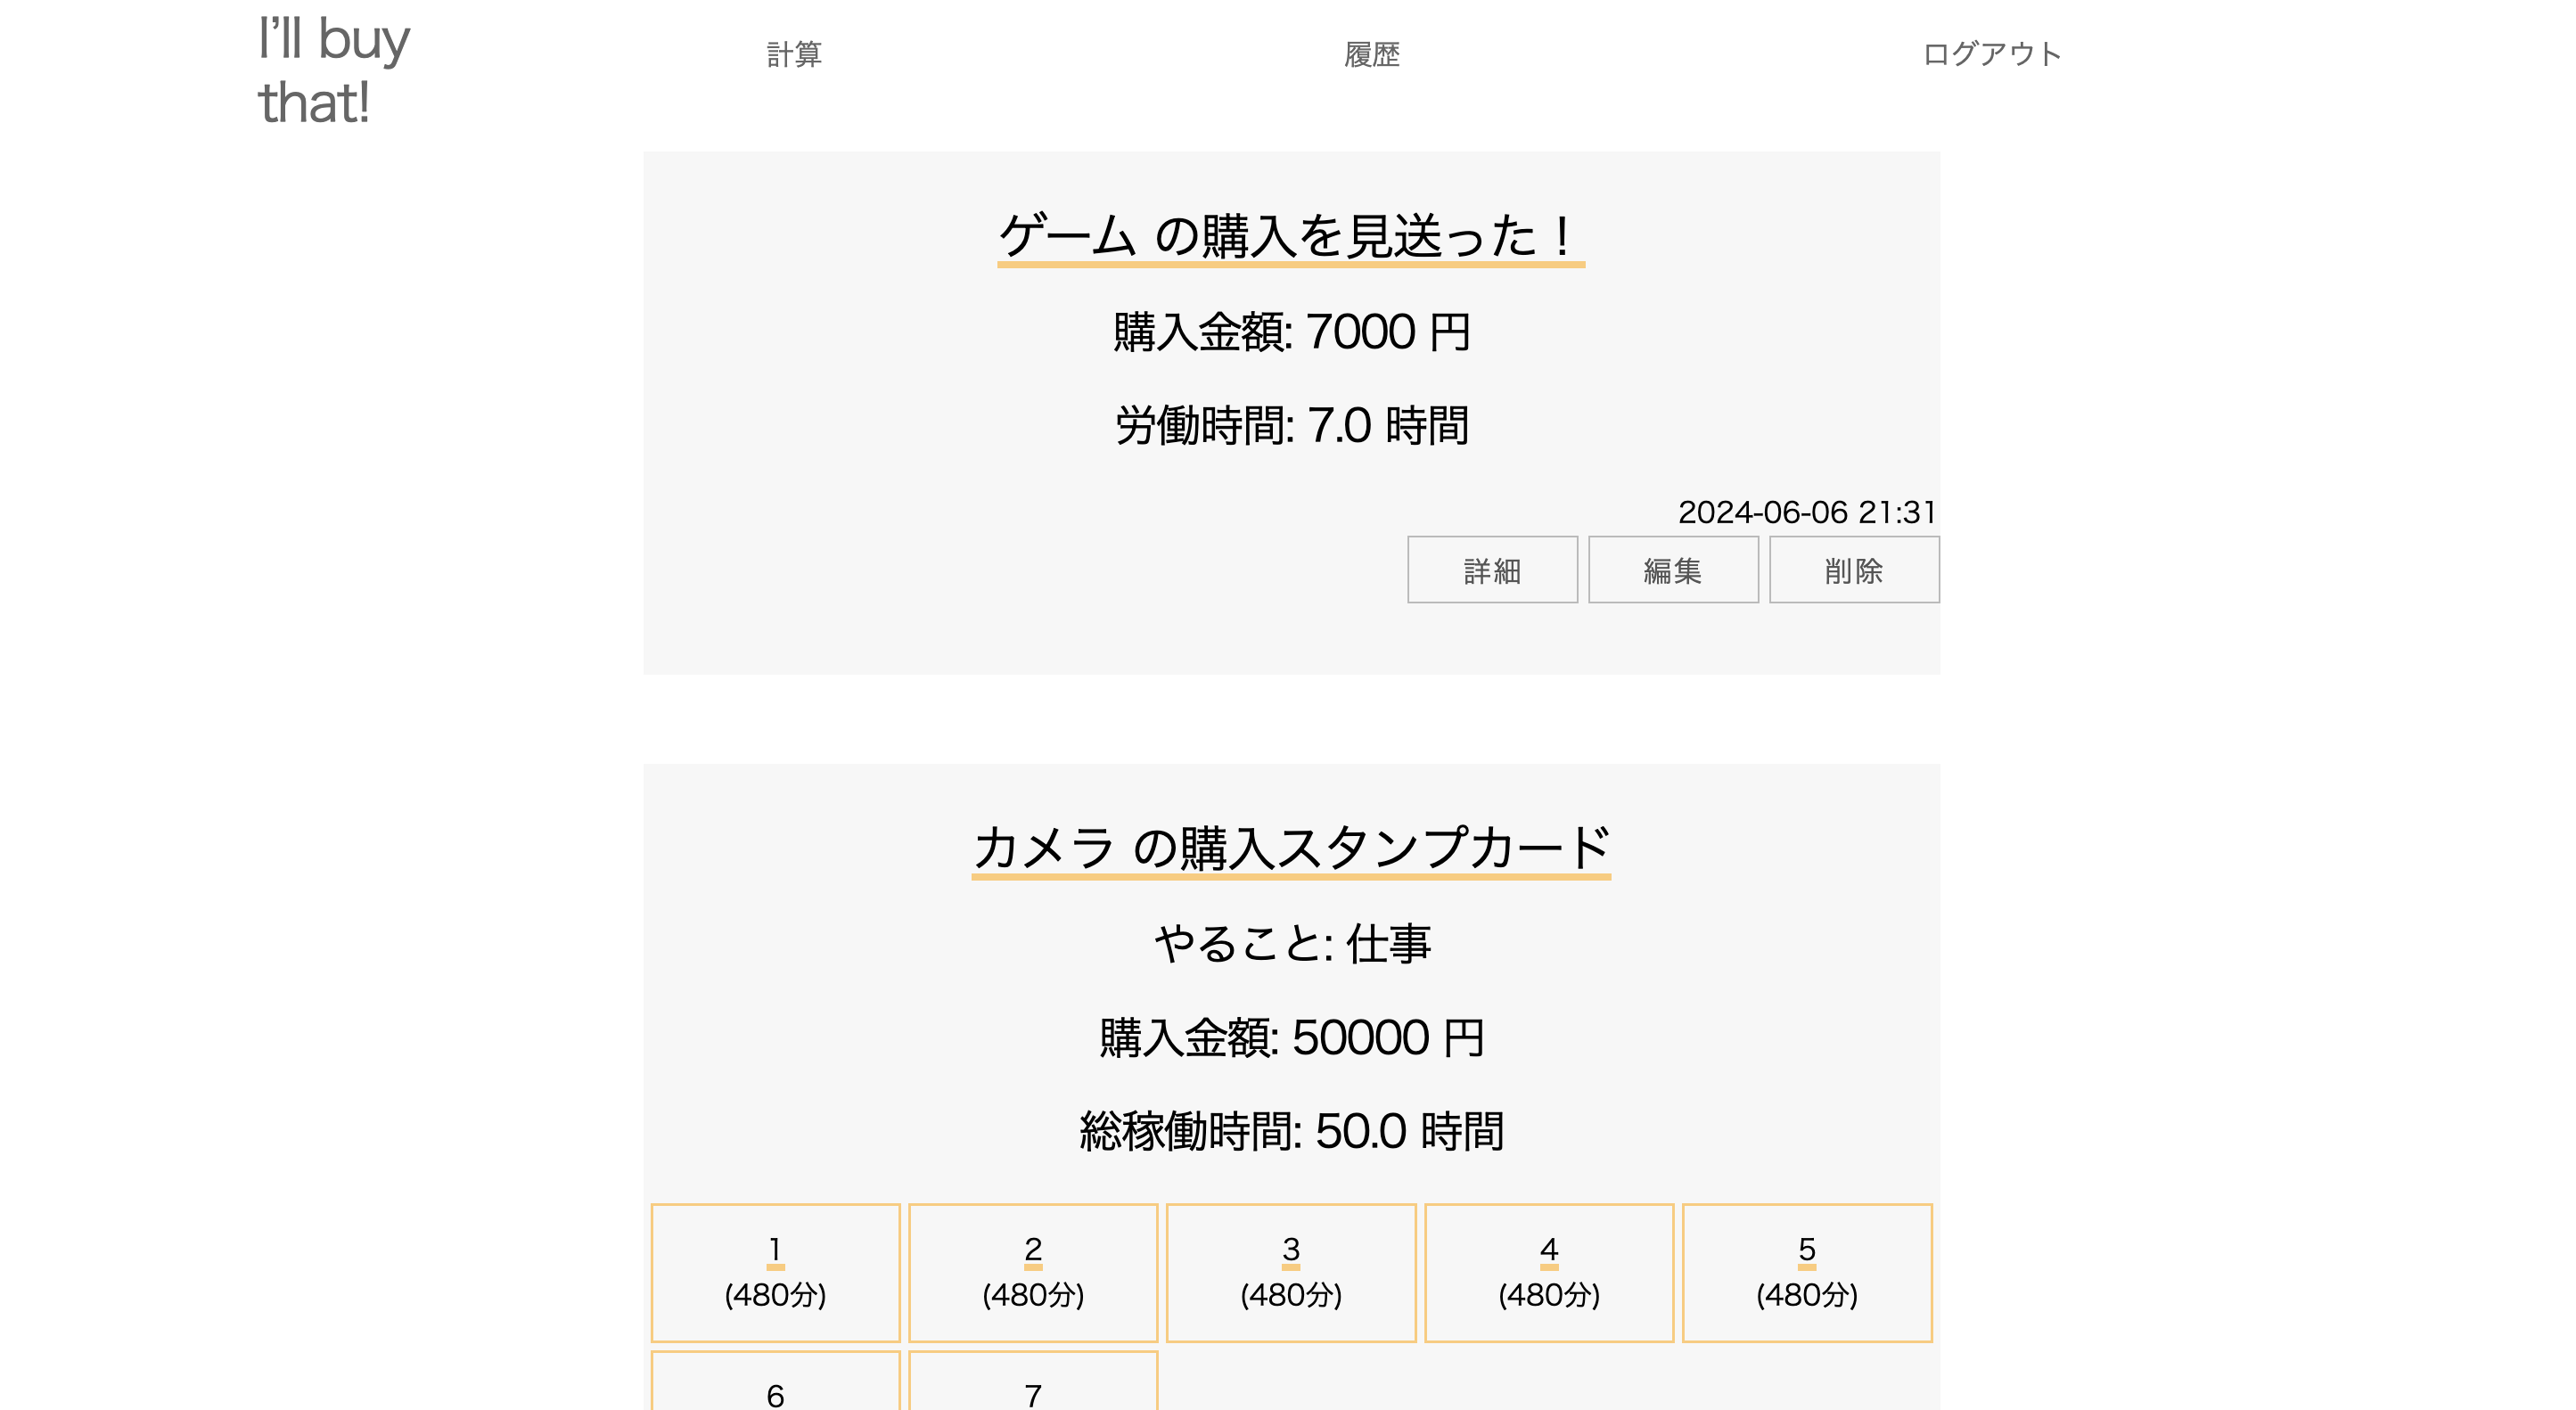 I'll buy
that!
計算
履歴
ログアウト
ゲーム の購入を見送った！
購入金額: 7000 円
労働時間: 7.0 時間
2024-06-06 21:31
詳細
編集
削除
カメラ の購入スタンプカード
やること: 仕事
購入金額: 50000 円
総稼働時間: 50.0 時間
1
(480分)
2
(480分)
3
(480分)
4
(480分)
5
(480分)
6
7